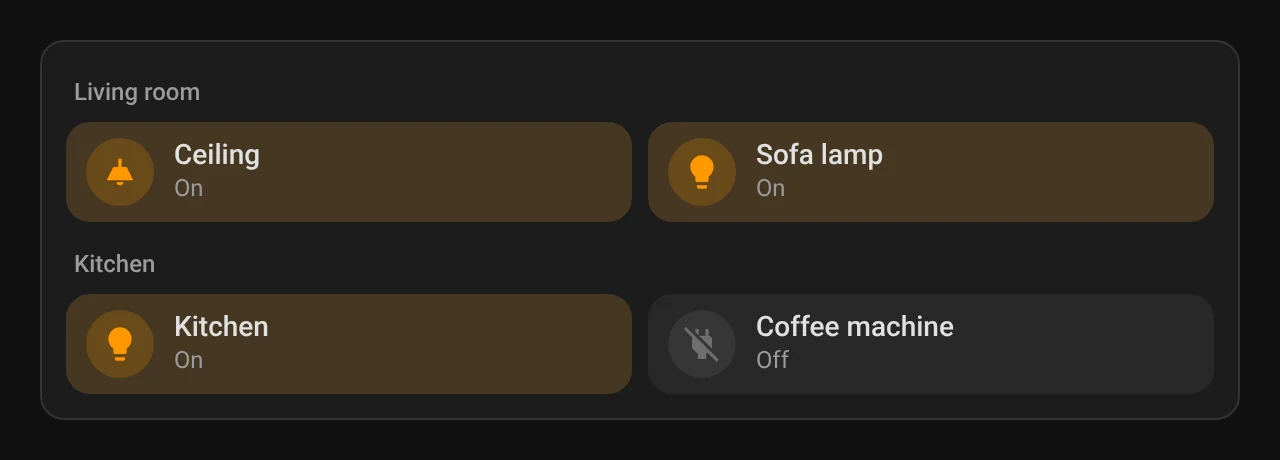 Living room
Ceiling
On
Sofa lamp
On
Kitchen
Kitchen
On
Coffee machine
Off